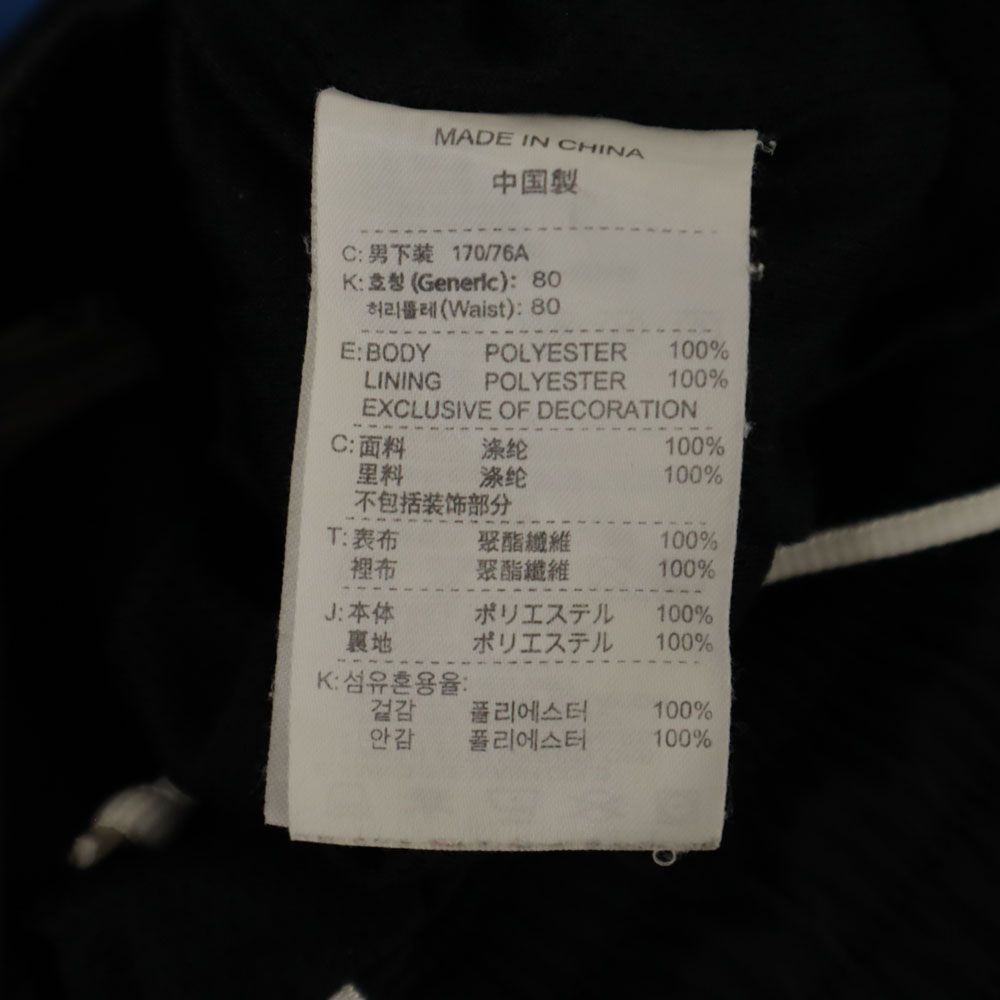 MADE IN CHINA
中国製
C: 男下装 170/76A
K: 호칭 (Generic): 80
허리둘레 (Waist): 80
E: BODY POLYESTER 100%
LINING POLYESTER 100%
EXCLUSIVE OF DECORATION
C: 面料 涤纶 100%
里料 涤纶 100%
不包括装饰部分
T: 表布 聚酯纖維 100%
裡布 聚酯纖維 100%
J: 本体 ポリエステル 100%
裏地 ポリエステル 100%
K: 섬유혼용율:
겉감 폴리에스터 100%
안감 폴리에스터 100%